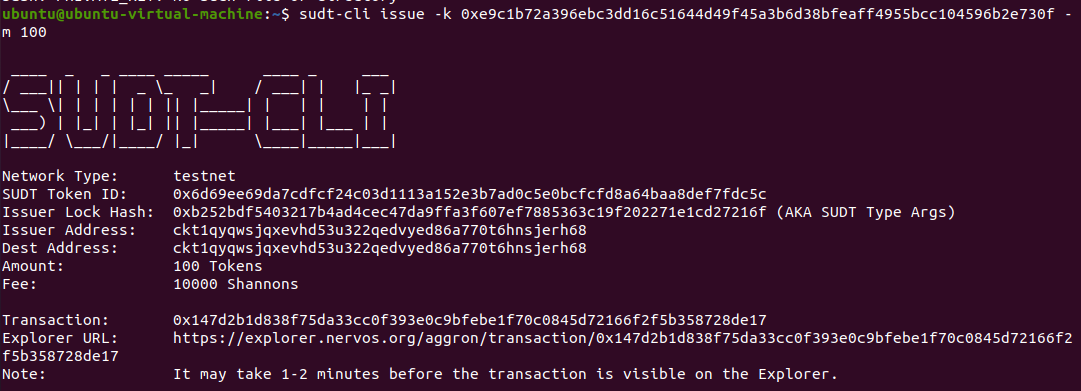 ubuntu@ubuntu-virtual-machine:~$ sudt-cli issue -k 0xe9c1b72a396ebc3dd16c51644d49f45a3b6d38bfeaff4955bcc104596b2e730f -
m 100
SUDT-CLI
Network Type: testnet
SUDT Token ID: 0x6d69ee69da7cdfcf24c03d1113a152e3b7ad0c5e0bcfcfd8a64baa8def7fdc5c
Issuer Lock Hash: 0xb252bdf5403217b4ad4cec47da9ffa3f607ef7885363c19f202271e1cd27216f (AKA SUDT Type Args)
Issuer Address: ckt1qyqwsjqxevhd53u322qedvyed86a770t6hnsjerh68
Dest Address: ckt1qyqwsjqxevhd53u322qedvyed86a770t6hnsjerh68
Amount: 100 Tokens
Fee: 10000 Shannons
Transaction: 0x147d2b1d838f75da33cc0f393e0c9bfebe1f70c0845d72166f2f5b358728de17
Explorer URL: https://explorer.nervos.org/aggron/transaction/0x147d2b1d838f75da33cc0f393e0c9bfebe1f70c0845d72166f2
f5b358728de17
Note: It may take 1-2 minutes before the transaction is visible on the Explorer.